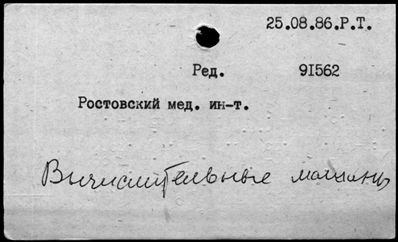 25.08.86.Р.Т.
Ред. 91562
Ростовский мед. ин-т.
Вычислительные машины